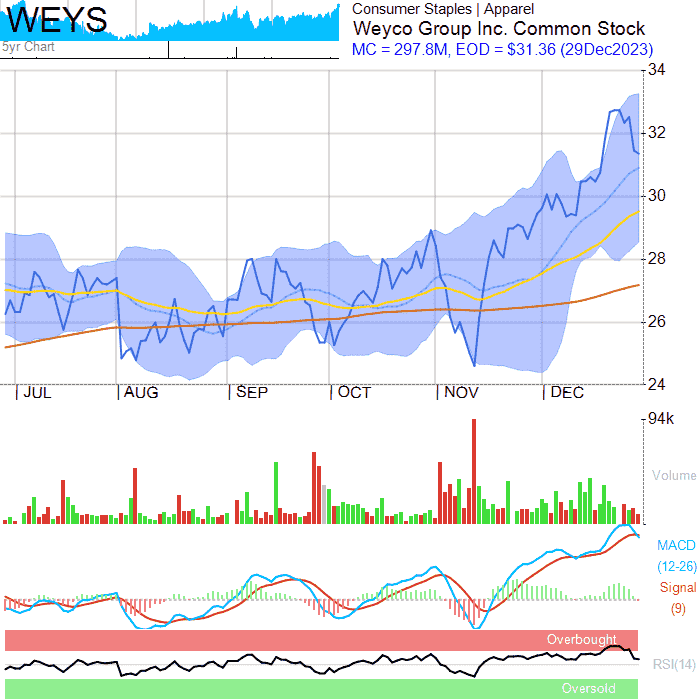 WEYS
5yr Chart
Consumer Staples | Apparel
Weyco Group Inc. Common Stock
MC = 297.8M, EOD = $31.36 (29Dec2023)
34
32
30
28
26
24
JUL AUG SEP OCT NOV DEC
94k
Volume
MACD
(12-26)
Signal
(9)
Overbought
RSI(14)
Oversold